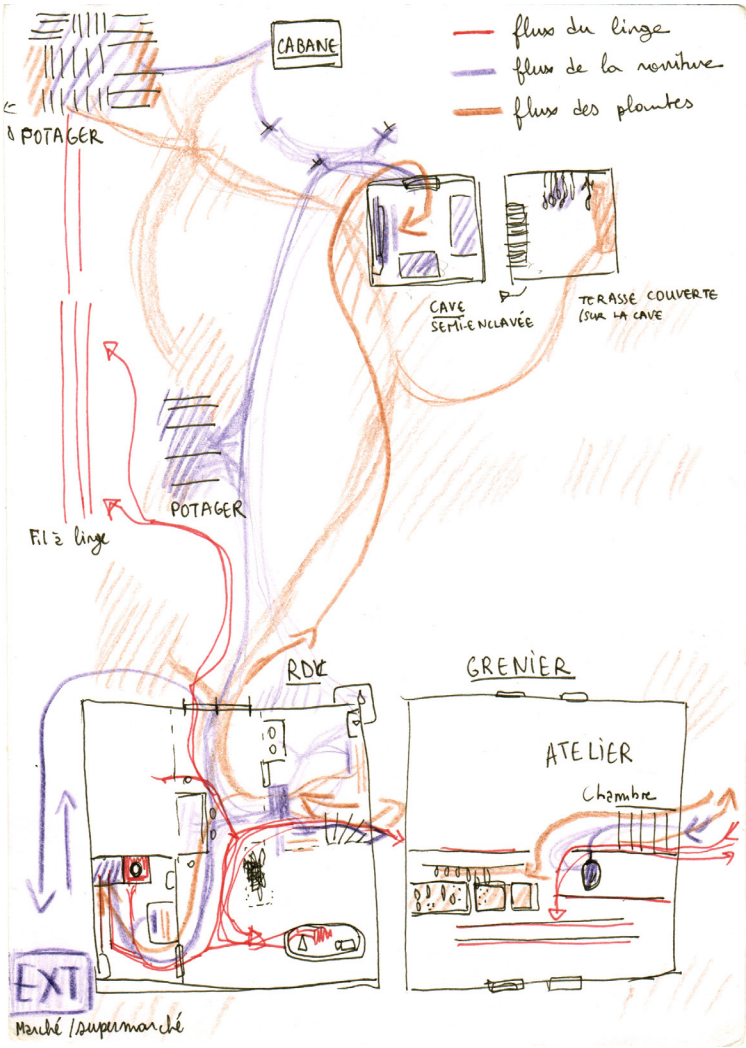 CABANE
flux du linge
flux de la nourriture
flux des plantes
POTAGER
CAVE
SEMI-ENCLAVÉE
TERASSE COUVERTE
(SUR LA CAVE
POTAGER
Fil à linge
RDC
GRENIER
ATELIER
Chambre
EXT
Marché / supermarché